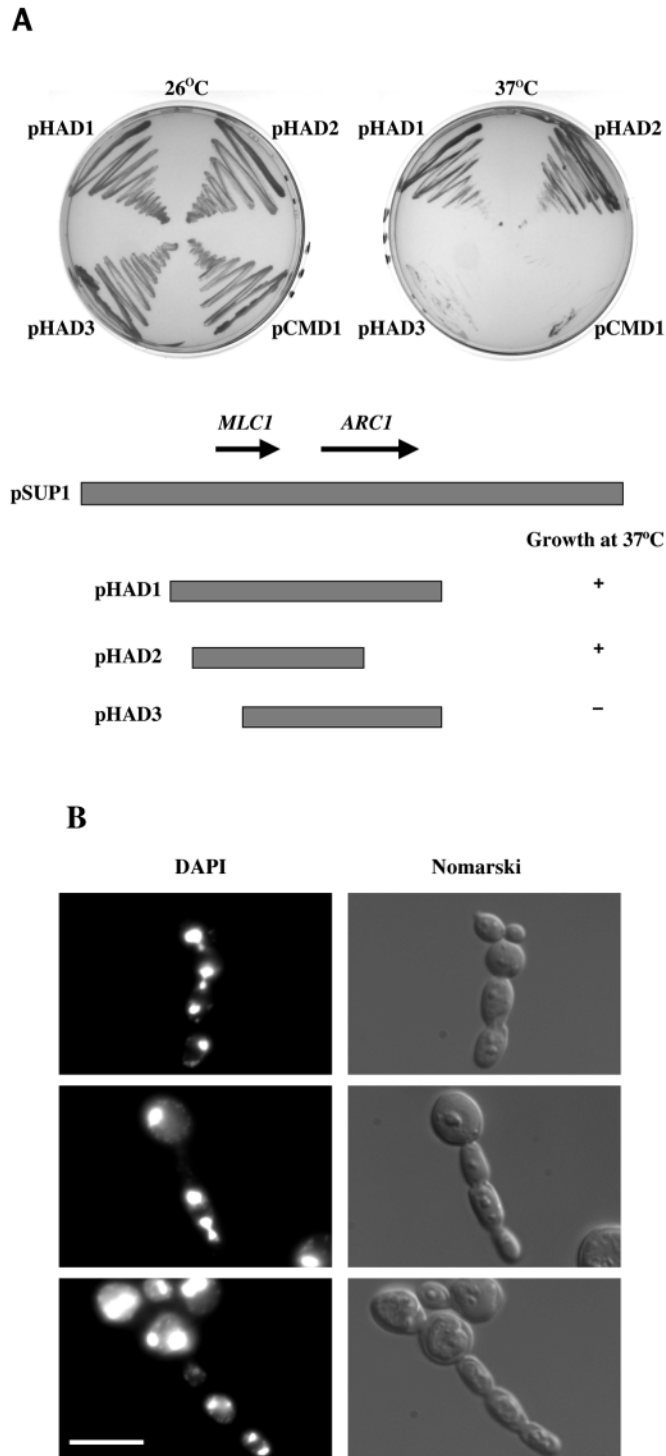 A
26°C 37°C
pHAD1 pHAD2 pHAD1 pHAD2
pHAD3 pCMD1 pHAD3 pCMD1
MLC1 ARC1
pSUP1
Growth at 37°C
pHAD1 +
pHAD2 +
pHAD3 −
B
DAPI Nomarski